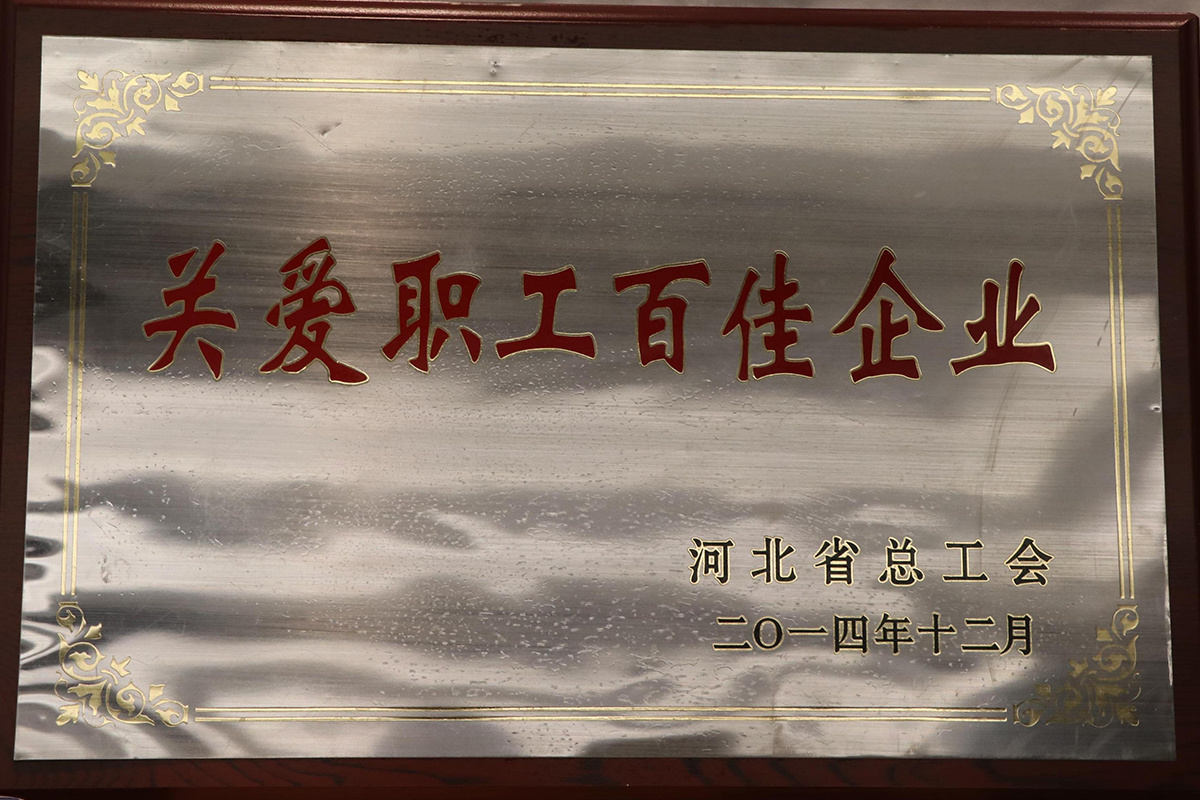 关爱职工百佳企业
河北省总工会
二〇一四年十二月